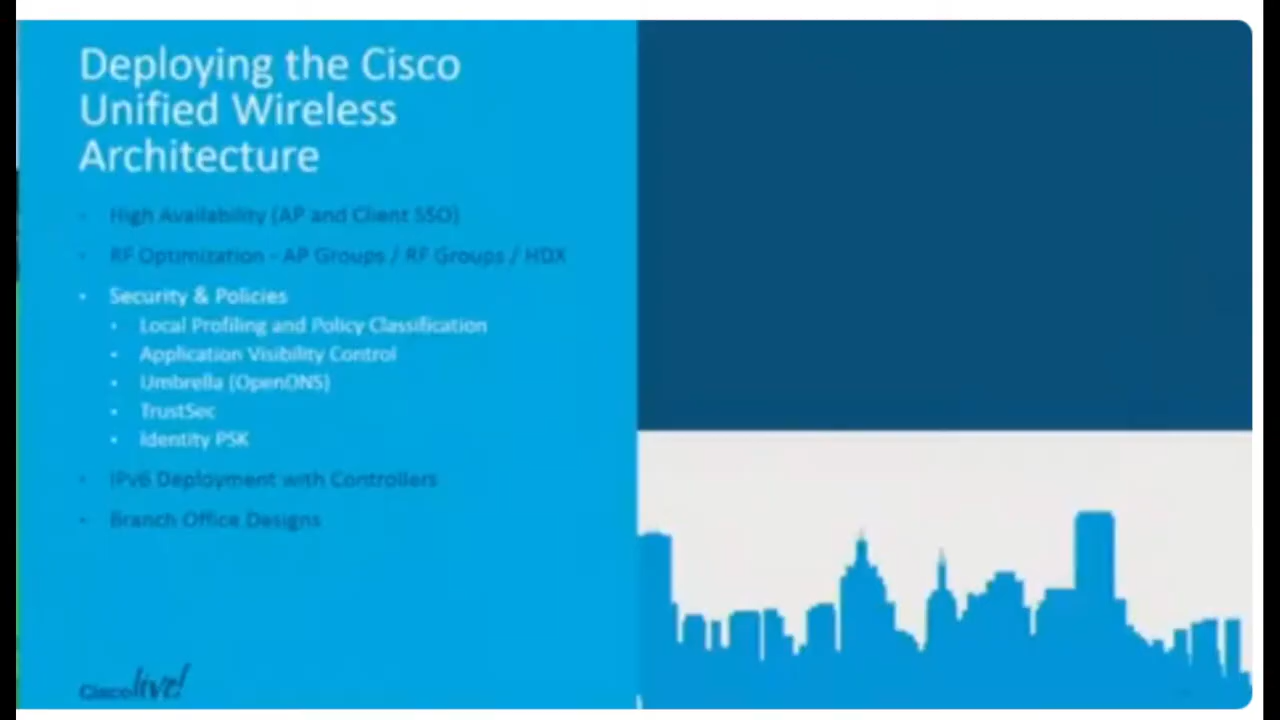 Deploying the Cisco
Unified Wireless
Architecture
• High Availability (AP and Client SSO)
• RF Optimization - AP Groups / RF Groups / HDX
• Security & Policies
• Local Profiling and Policy Classification
• Application Visibility Control
• Umbrella (OpenDNS)
• TrustSec
• Identity PSK
• IPv6 Deployment with Controllers
• Branch Office Designs
Cisco live!